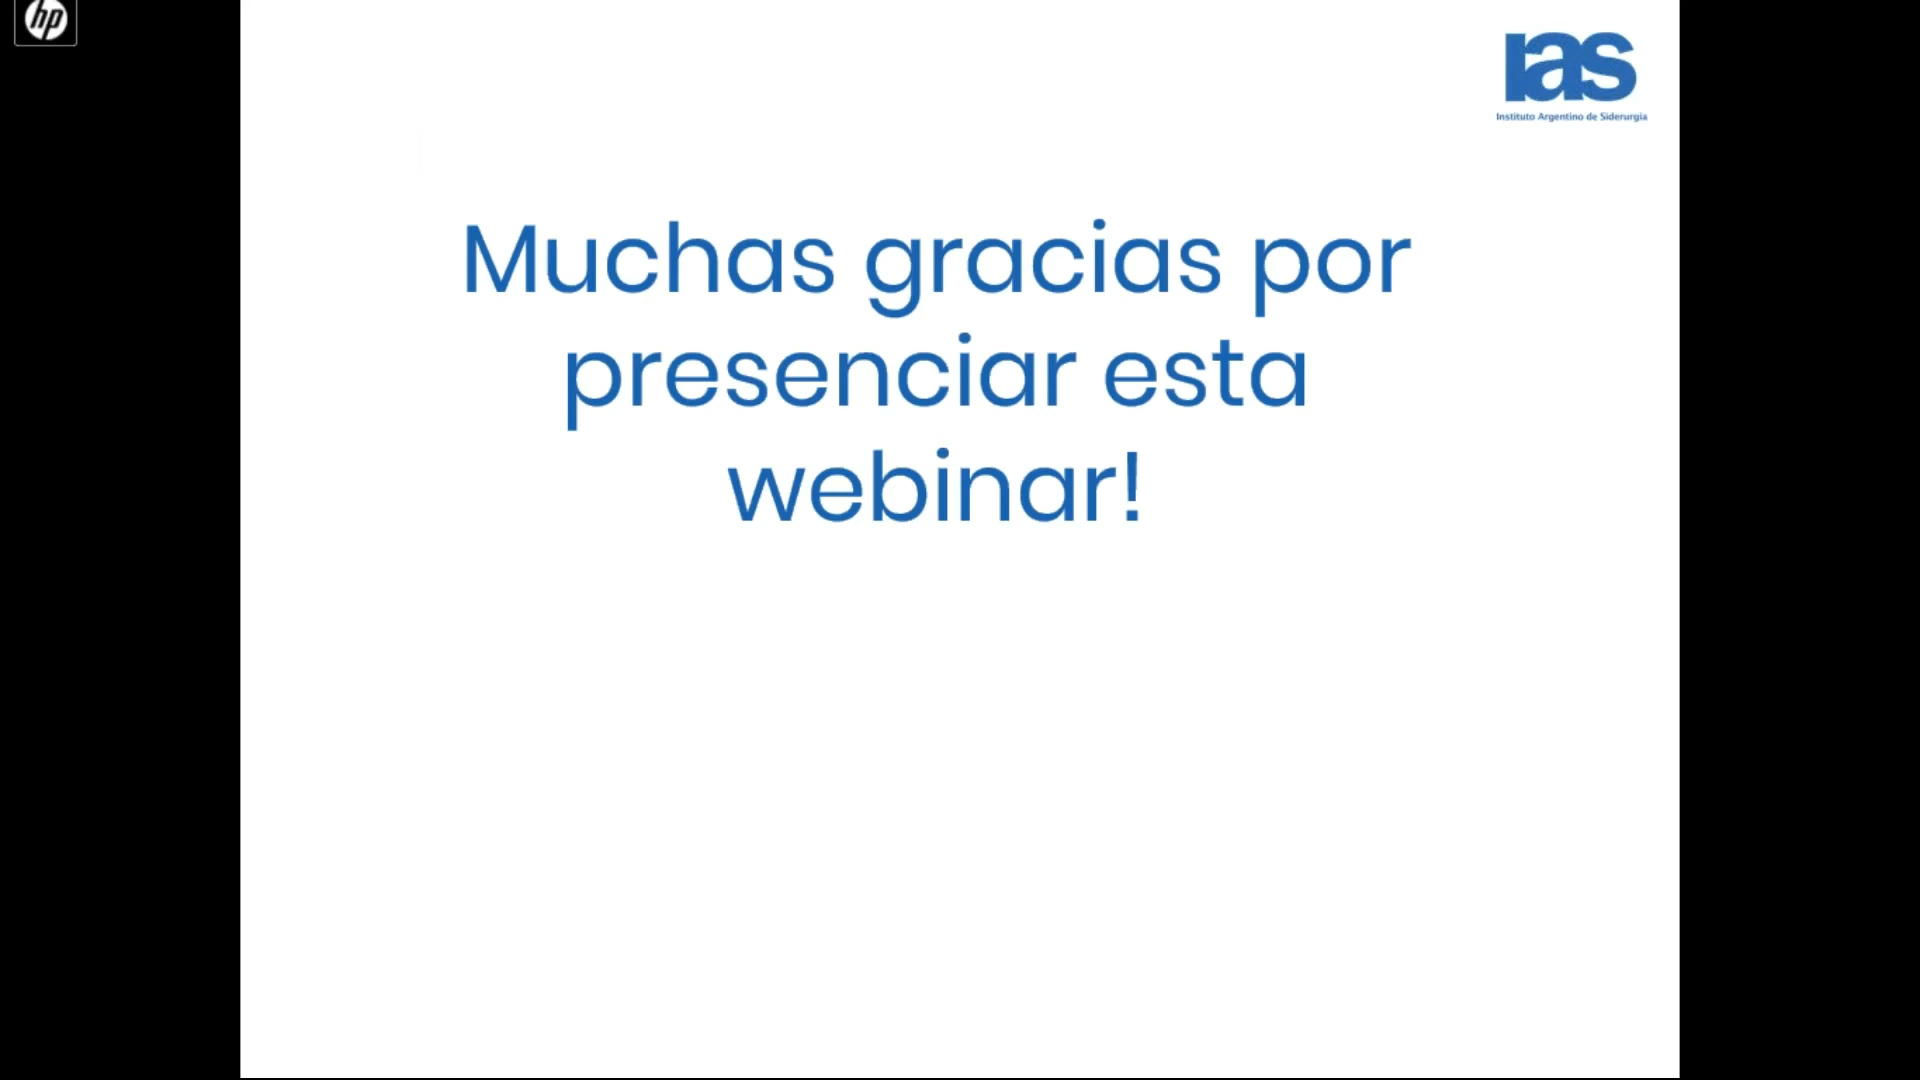 hp
ias
Instituto Argentino de Siderurgia
Muchas gracias por
presenciar esta
webinar!